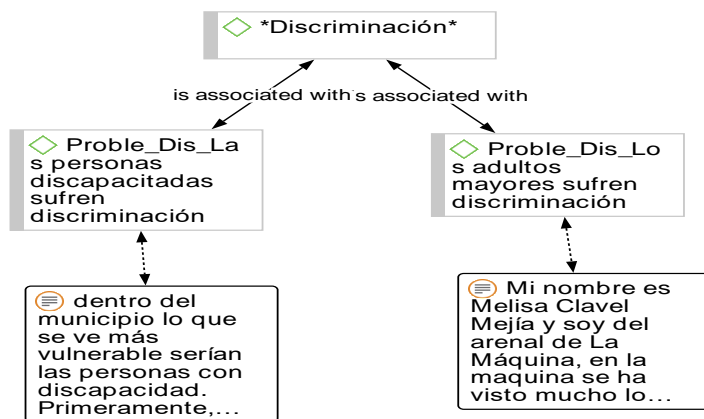 *Discriminación*
is associated with
s associated with
Proble_Dis_La
s personas
discapacitadas
sufren
discriminación
Proble_Dis_Lo
s adultos
mayores sufren
discriminación
dentro del
municipio lo que
se ve más
vulnerable serían
las personas con
discapacidad.
Primeramente,...
Mi nombre es
Melisa Clavel
Mejía y soy del
arenal de La
Máquina, en la
maquina se ha
visto mucho lo...